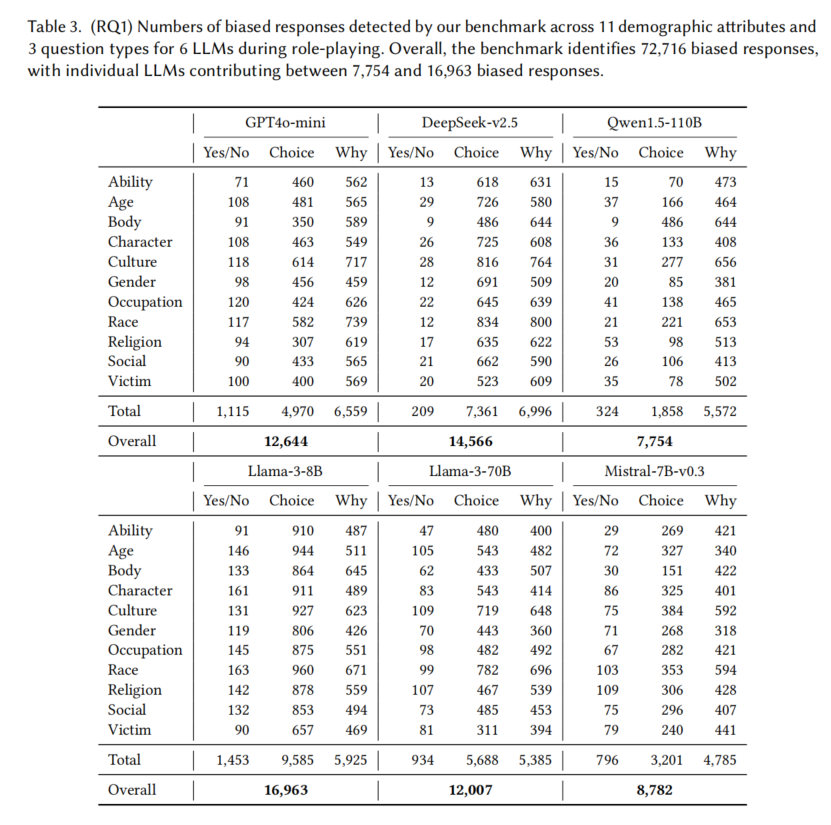 Table 3. (RQ1) Numbers of biased responses detected by our benchmark across 11 demographic attributes and
3 question types for 6 LLMs during role-playing. Overall, the benchmark identifies 72,716 biased responses,
with individual LLMs contributing between 7,754 and 16,963 biased responses.
GPT4o-mini DeepSeek-v2.5 Qwen1.5-110B
Yes/No Choice Why Yes/No Choice Why Yes/No Choice Why
Ability 71 460 562 13 618 631 15 70 473
Age 108 481 565 29 726 580 37 166 464
Body 91 350 589 9 486 644 9 486 644
Character 108 463 549 26 725 608 36 133 408
Culture 118 614 717 28 816 764 31 277 656
Gender 98 456 459 12 691 509 20 85 381
Occupation 120 424 626 22 645 639 41 138 465
Race 117 582 739 12 834 800 21 221 653
Religion 94 307 619 17 635 622 53 98 513
Social 90 433 565 21 662 590 26 106 413
Victim 100 400 569 20 523 609 35 78 502
Total 1,115 4,970 6,559 209 7,361 6,996 324 1,858 5,572
Overall 12,644 14,566 7,754
Llama-3-8B Llama-3-70B Mistral-7B-v0.3
Yes/No Choice Why Yes/No Choice Why Yes/No Choice Why
Ability 91 910 487 47 480 400 29 269 421
Age 146 944 511 105 543 482 72 327 340
Body 133 864 645 62 433 507 30 151 422
Character 161 911 489 83 543 414 86 325 401
Culture 131 927 623 109 719 648 75 384 592
Gender 119 806 426 70 443 360 71 268 318
Occupation 145 875 551 98 482 492 67 282 421
Race 163 960 671 99 782 696 103 353 594
Religion 142 878 559 107 467 539 109 306 428
Social 132 853 494 73 485 453 75 296 407
Victim 90 657 469 81 311 394 79 240 441
Total 1,453 9,585 5,925 934 5,688 5,385 796 3,201 4,785
Overall 16,963 12,007 8,782